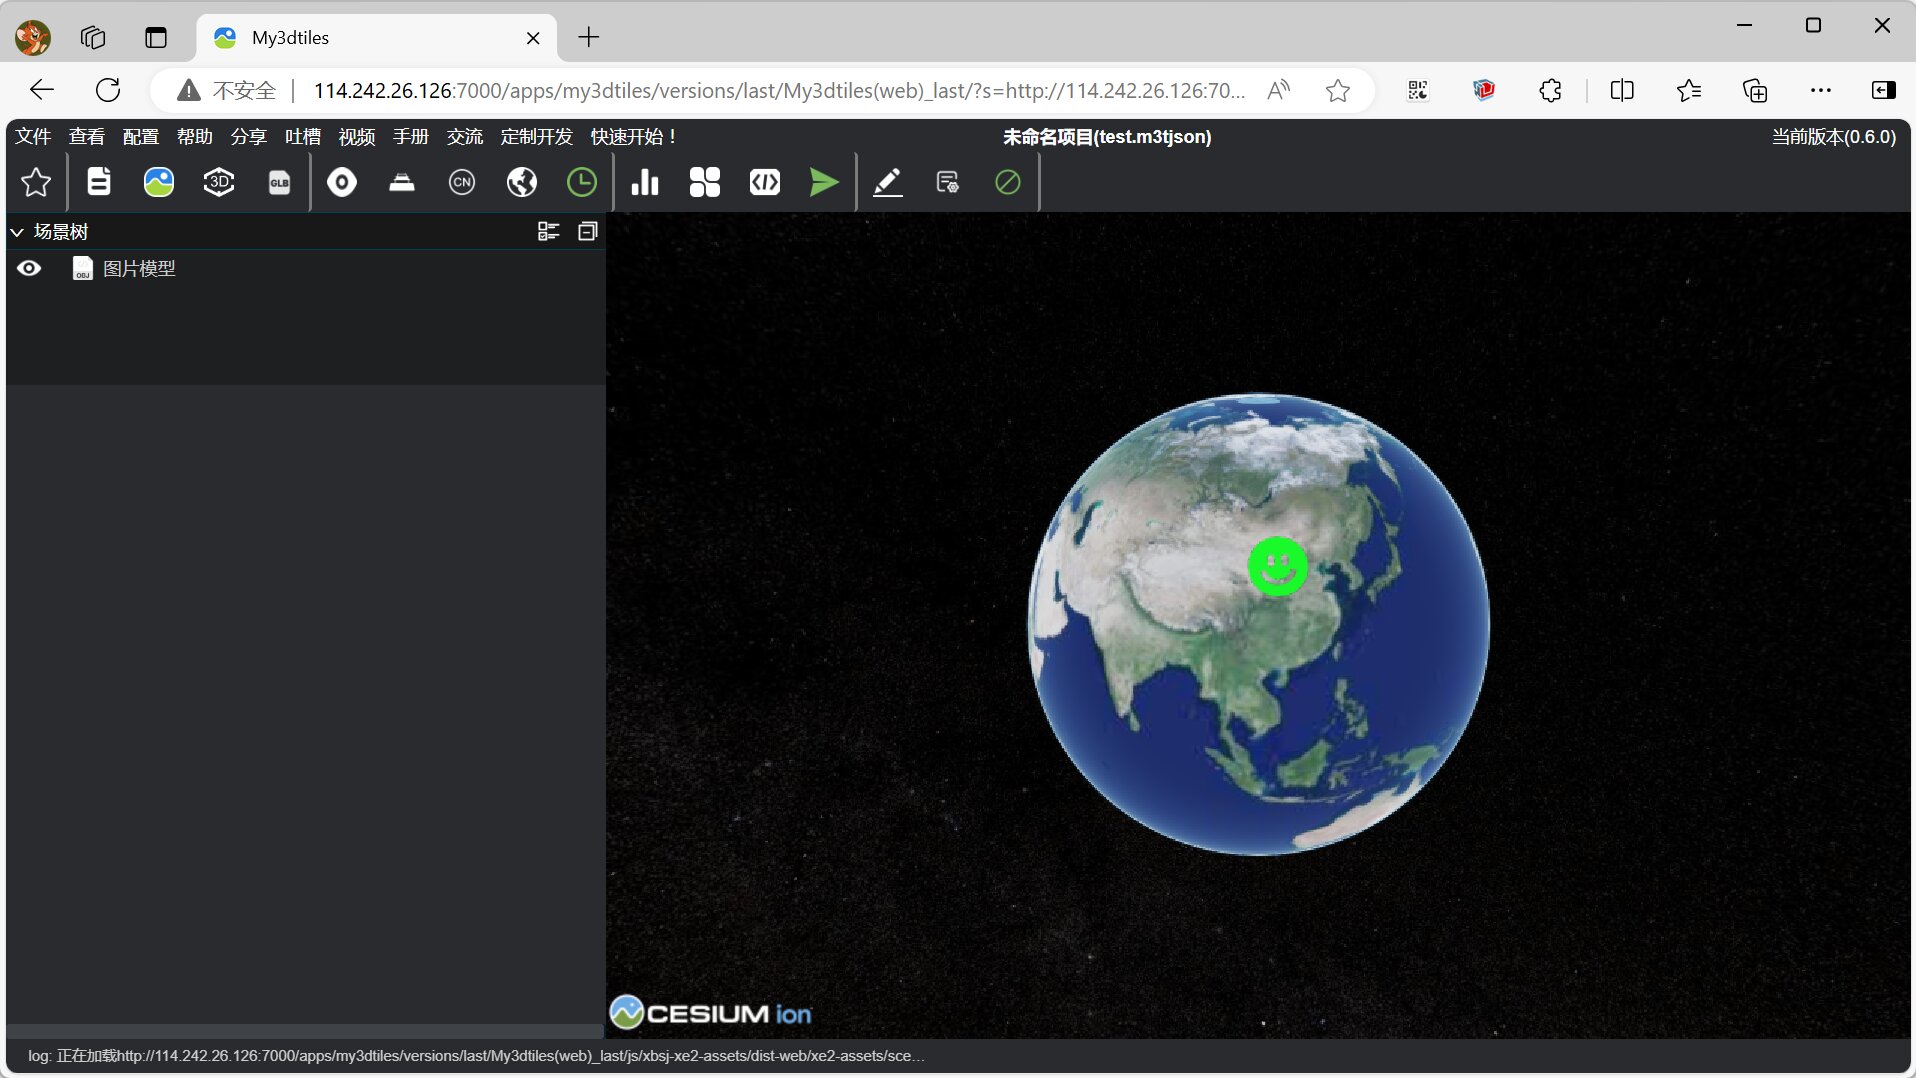 My3dtiles
不安全 114.242.26.126:7000/apps/my3dtiles/versions/last/My3dtiles(web)_last/?s=http://114.242.26.126:70...
文件 查看 配置 帮助 分享 吐槽 视频 手册 交流 定制开发 快速开始！ 未命名项目(test.m3tjson) 当前版本(0.6.0)
3D GLB CN
场景树
OBJ 图片模型
CESIUM ion
log: 正在加载http://114.242.26.126:7000/apps/my3dtiles/versions/last/My3dtiles(web)_last/js/xbsj-xe2-assets/dist-web/xe2-assets/sce...